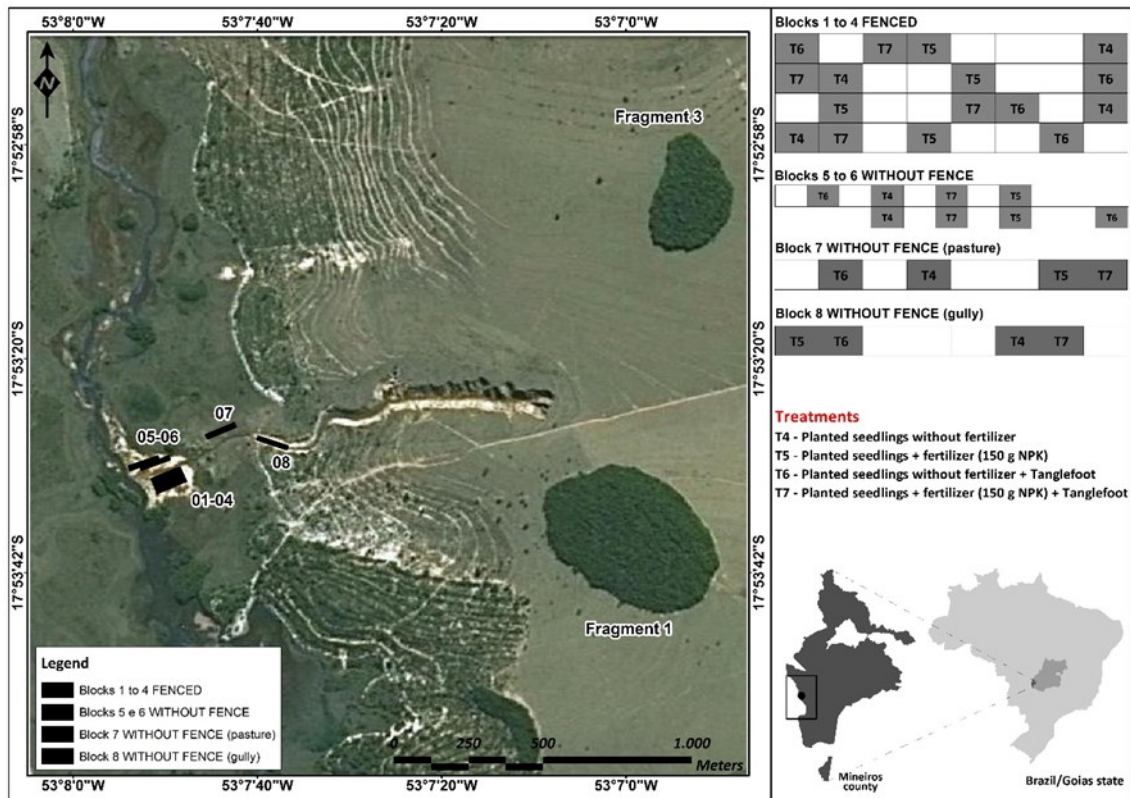 53°8'0"W 53°7'40"W 53°7'20"W 53°7'0"W
N
17°52'58"S
17°53'20"S
17°53'42"S
17°52'58"S
17°53'20"S
17°53'42"S
Fragment 3
07
05-06
08
01-04
Fragment 1
Legend
Blocks 1 to 4 FENCED
Blocks 5 e 6 WITHOUT FENCE
Block 7 WITHOUT FENCE (pasture)
Block 8 WITHOUT FENCE (gully)
0 250 500 1.000
Meters
53°8'0"W 53°7'40"W 53°7'20"W 53°7'0"W
Blocks 1 to 4 FENCED
T6 T7 T5 T4
T7 T4 T5 T6
T5 T7 T6 T4
T4 T7 T5 T6
Blocks 5 to 6 WITHOUT FENCE
T6 T4 T7 T5
T4 T7 T5 T6
Block 7 WITHOUT FENCE (pasture)
T6 T4 T5 T7
Block 8 WITHOUT FENCE (gully)
T5 T6 T4 T7
Treatments
T4 - Planted seedlings without fertilizer
T5 - Planted seedlings + fertilizer (150 g NPK)
T6 - Planted seedlings without fertilizer + Tanglefoot
T7 - Planted seedlings + fertilizer (150 g NPK) + Tanglefoot
Mineiros
county
Brazil/Goias state